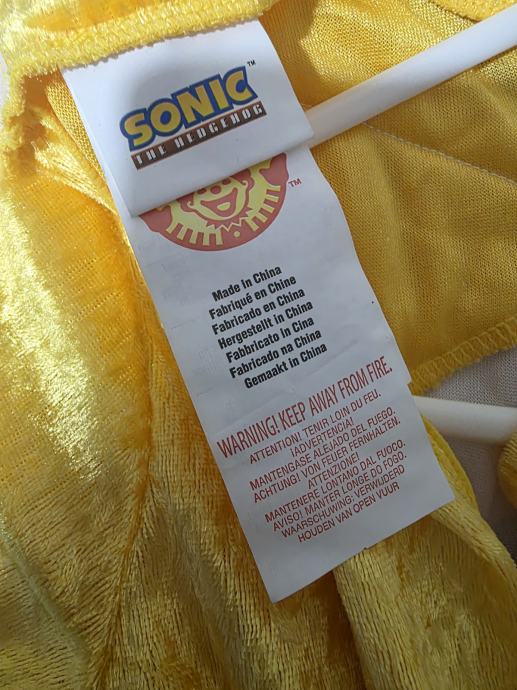 SONIC™
THE HEDGEHOG
TM
Made in China
Fabriqué en Chine
Fabricado en China
Hergestellt in China
Fabbricato in Cina
Fabricado na China
Gemaakt in China
WARNING! KEEP AWAY FROM FIRE.
ATTENTION! TENIR LOIN DU FEU.
¡ADVERTENCIA!
MANTENGASE ALEJADO DEL FUEGO.
ACHTUNG! VON FEUER FERNHALTEN.
ATTENZIONE!
MANTENERE LONTANO DAL FUOCO.
AVISO! MANTER LONGE DO FOGO.
WAARSCHUWING: VERWIJDERD
HOUDEN VAN OPEN VUUR